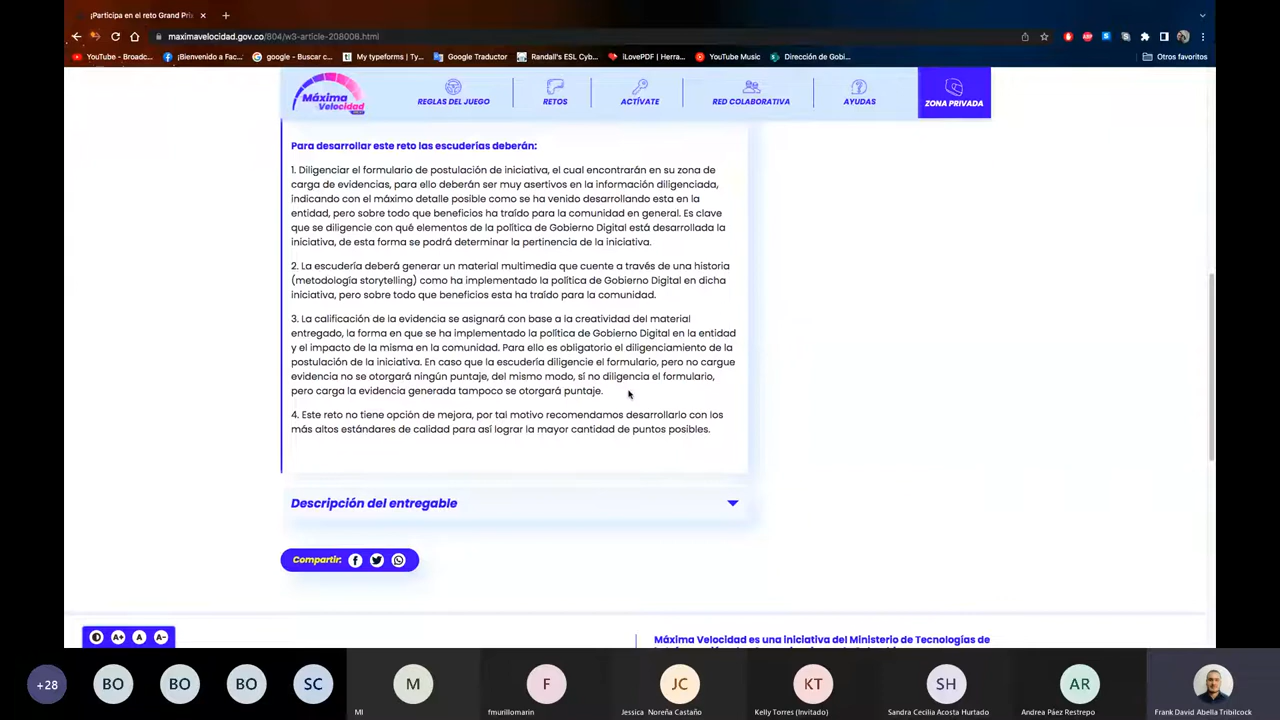 ¡Participa en el reto Grand Prix
maximavelocidad.gov.co/804/w3-article-208008.html
YouTube - Broadc...
¡Bienvenido a Fac...
google - Buscar c...
My typeforms | Ty...
Google Traductor
Randall's ESL Cyb...
iLovePDF | Herra...
YouTube Music
Dirección de Gobi...
Otros favoritos
Máxima
Velocidad
REGLAS DEL JUEGO
RETOS
ACTÍVATE
RED COLABORATIVA
AYUDAS
ZONA PRIVADA
Para desarrollar este reto las escuderías deberán:
1. Diligenciar el formulario de postulación de iniciativa, el cual encontrarán en su zona de
carga de evidencias, para ello deberán ser muy asertivos en la información diligenciada,
indicando con el máximo detalle posible como se ha venido desarrollando esta en la
entidad, pero sobre todo que beneficios ha traído para la comunidad en general. Es clave
que se diligencie con qué elementos de la política de Gobierno Digital está desarrollada la
iniciativa, de esta forma se podrá determinar la pertinencia de la iniciativa.
2. La escudería deberá generar un material multimedia que cuente a través de una historia
(metodología storytelling) como ha implementado la política de Gobierno Digital en dicha
iniciativa, pero sobre todo que beneficios esta ha traído para la comunidad.
3. La calificación de la evidencia se asignará con base a la creatividad del material
entregado, la forma en que se ha implementado la política de Gobierno Digital en la entidad
y el impacto de la misma en la comunidad. Para ello es obligatorio el diligenciamiento de la
postulación de la iniciativa. En caso que la escudería diligencie el formulario, pero no cargue
evidencia no se otorgará ningún puntaje, del mismo modo, sí no diligencia el formulario,
pero carga la evidencia generada tampoco se otorgará puntaje.
4. Este reto no tiene opción de mejora, por tal motivo recomendamos desarrollarlo con los
más altos estándares de calidad para así lograr la mayor cantidad de puntos posibles.
Descripción del entregable
Compartir:
A+ A A-
Máxima Velocidad es una iniciativa del Ministerio de Tecnologías de
+28 BO BO BO SC M F JC KT SH AR
MI
fmurillomarin
Jessica Noreña Castaño
Kelly Torres (Invitado)
Sandra Cecilia Acosta Hurtado
Andrea Páez Restrepo
Frank David Abella Tribilcock